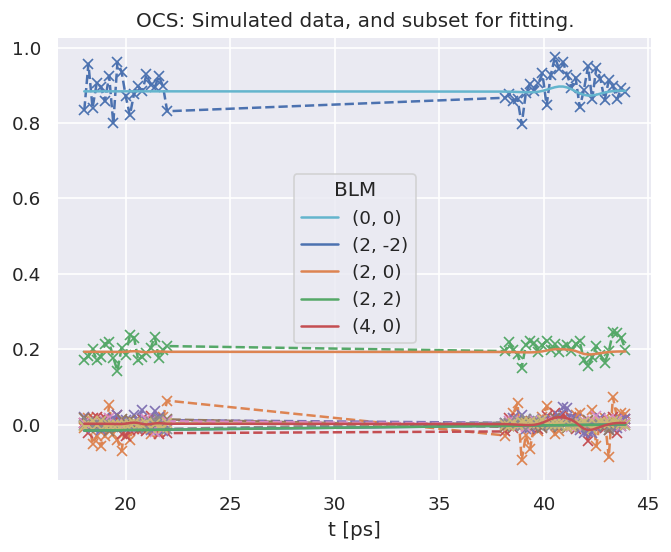 OCS: Simulated data, and subset for fitting.
1.0
0.8
0.6
0.4
0.2
0.0
BLM
(0, 0)
(2, -2)
(2, 0)
(2, 2)
(4, 0)
20 25 30 35 40 45
t [ps]